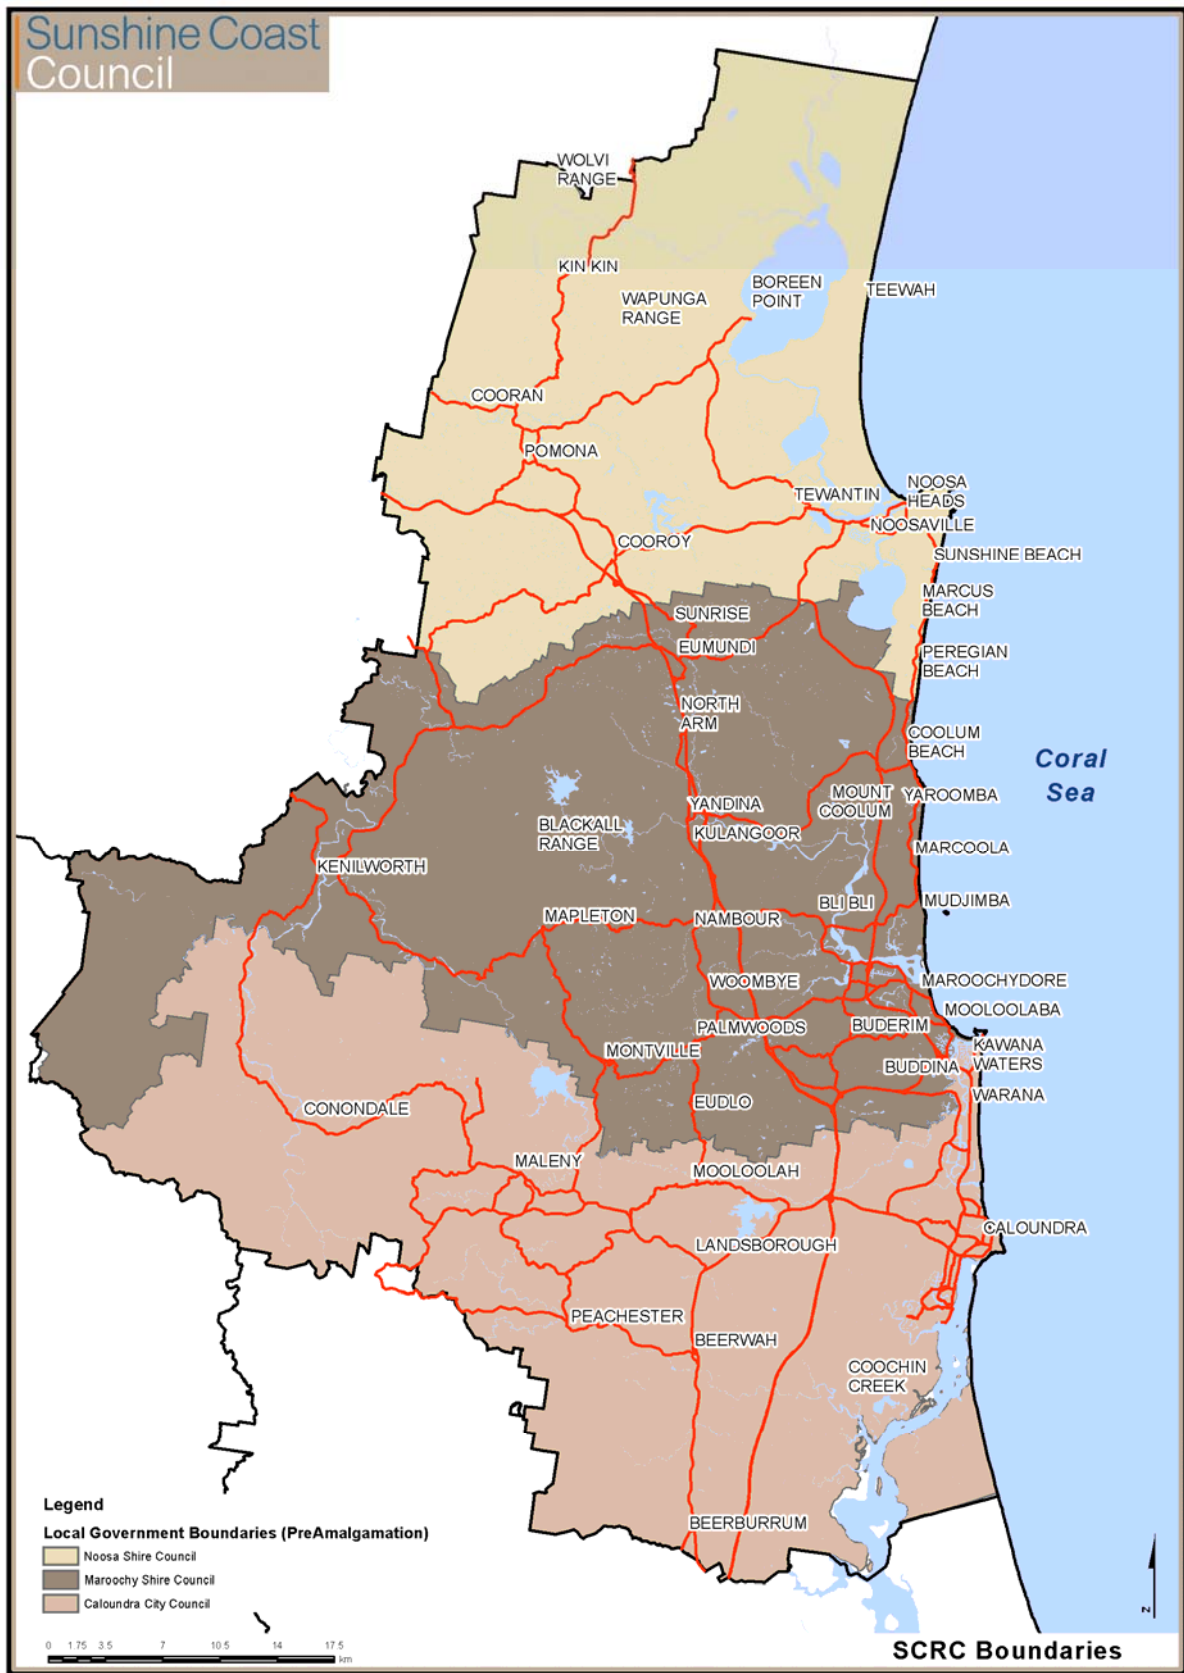 Sunshine Coast
Council
WOLVI
RANGE
KIN KIN
WAPUNGA
RANGE
BOREEN
POINT
TEEWAH
COORAN
POMONA
TEWANTIN
NOOSA
HEADS
NOOSAVILLE
COOROY
SUNSHINE BEACH
MARCUS
BEACH
SUNRISE
EUMUNDI
PEREGIAN
BEACH
NORTH
ARM
COOLUM
BEACH
Coral
Sea
MOUNT
COOLUM
YAROOMBA
YANDINA
BLACKALL
RANGE
KULANGOOR
MARCOOLA
KENILWORTH
BLI BLI
MUDJIMBA
MAPLETON
NAMBOUR
WOOMBYE
MAROOCHYDORE
MOOLOOLABA
PALMWOODS
BUDERIM
MONTVILLE
KAWANA
WATERS
BUDDINA
WARANA
EUDLO
CONONDALE
MALENY
MOOLOOLAH
CALOUNDRA
LANDSBOROUGH
PEACHESTER
BEERWAH
COOCHIN
CREEK
BEERBURRUM
Legend
Local Government Boundaries (PreAmalgamation)
Noosa Shire Council
Maroochy Shire Council
Caloundra City Council
0 1.75 3.5 7 10.5 14 17.5
km
N
SCRC Boundaries